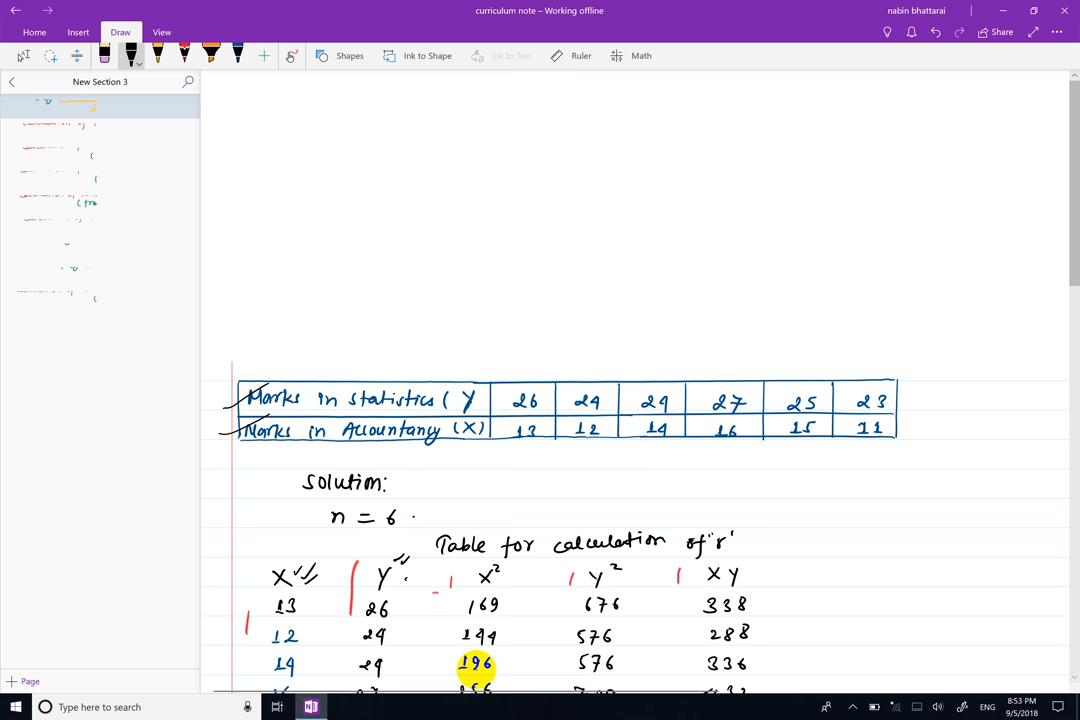 curriculum note – Working offline
nabin bhattarai
Home Insert Draw View
Share
Shapes Ink to Shape Ink to Text Ruler Math
New Section 3
Marks in Statistics ( Y 26 24 24 27 25 23
Marks in Accountancy (X) 13 12 14 16 15 11
Solution:
n = 6
Table for calculation of "r"
X Y X² Y² XY
13 26 169 676 338
12 24 144 576 288
14 24 196 576 336
Page
Type here to search
ENG
8:53 PM
9/5/2018